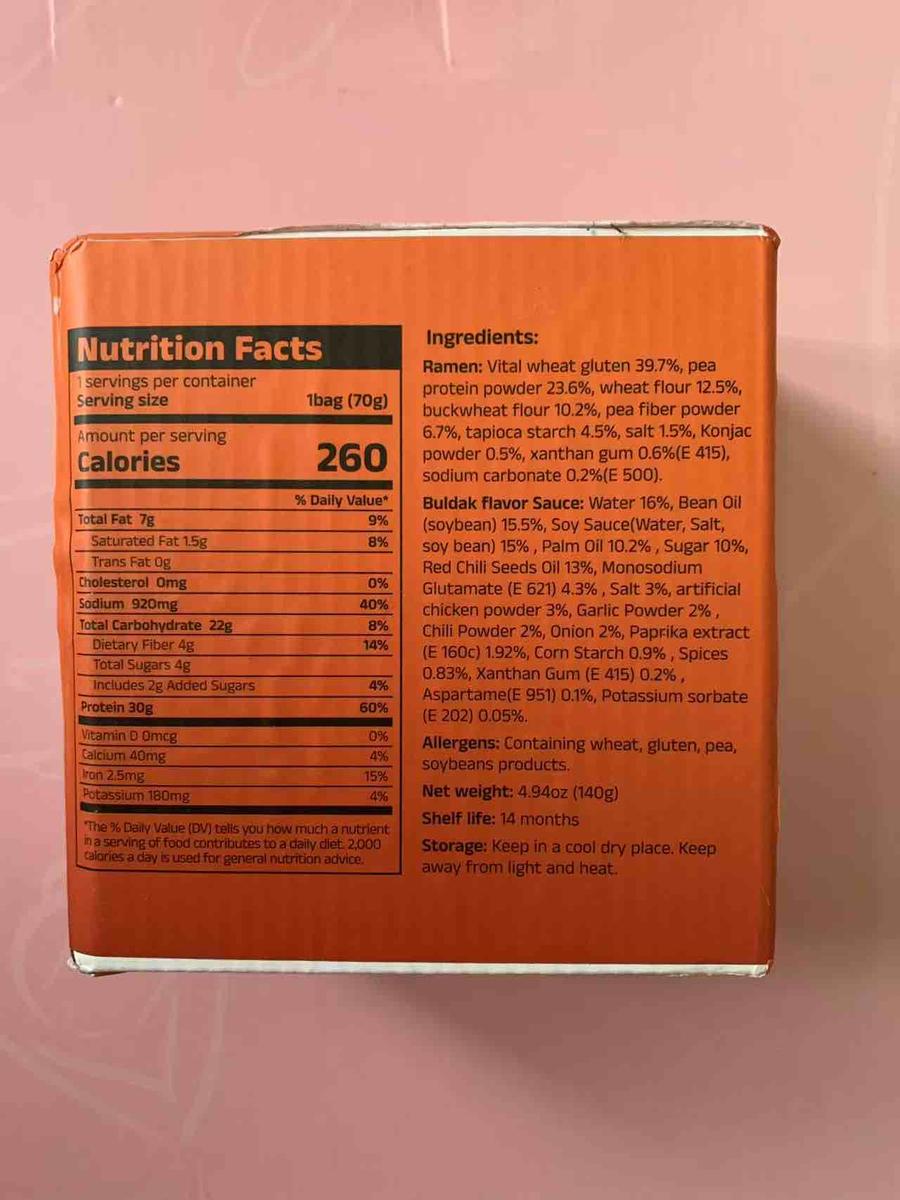 Nutrition Facts
1 servings per container
Serving size 1bag (70g)
Amount per serving
Calories 260
% Daily Value*
Total Fat 7g 9%
Saturated Fat 1.5g 8%
Trans Fat 0g
Cholesterol 0mg 0%
Sodium 920mg 40%
Total Carbohydrate 22g 8%
Dietary Fiber 4g 14%
Total Sugars 4g
Includes 2g Added Sugars 4%
Protein 30g 60%
Vitamin D 0mcg 0%
Calcium 40mg 4%
Iron 2.5mg 15%
Potassium 180mg 4%
*The % Daily Value (DV) tells you how much a nutrient
in a serving of food contributes to a daily diet. 2,000
calories a day is used for general nutrition advice.
Ingredients:
Ramen: Vital wheat gluten 39.7%, pea
protein powder 23.6%, wheat flour 12.5%,
buckwheat flour 10.2%, pea fiber powder
6.7%, tapioca starch 4.5%, salt 1.5%, Konjac
powder 0.5%, xanthan gum 0.6%(E 415),
sodium carbonate 0.2%(E 500).
Buldak flavor Sauce: Water 16%, Bean Oil
(soybean) 15.5%, Soy Sauce(Water, Salt,
soy bean) 15% , Palm Oil 10.2% , Sugar 10%,
Red Chili Seeds Oil 13%, Monosodium
Glutamate (E 621) 4.3% , Salt 3%, artificial
chicken powder 3%, Garlic Powder 2% ,
Chili Powder 2%, Onion 2%, Paprika extract
(E 160c) 1.92%, Corn Starch 0.9% , Spices
0.83%, Xanthan Gum (E 415) 0.2% ,
Aspartame(E 951) 0.1%, Potassium sorbate
(E 202) 0.05%.
Allergens: Containing wheat, gluten, pea,
soybeans products.
Net weight: 4.94oz (140g)
Shelf life: 14 months
Storage: Keep in a cool dry place. Keep
away from light and heat.